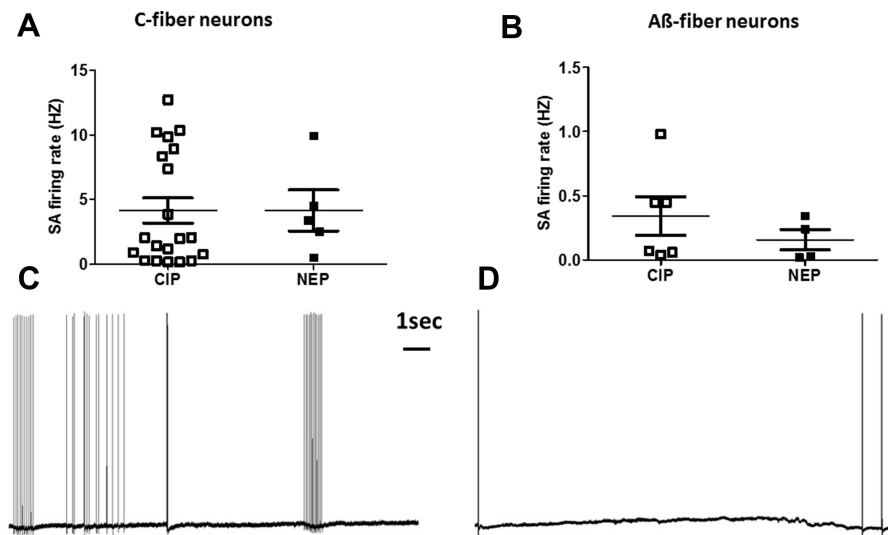 A
C-fiber neurons
SA firing rate (HZ)
15
10
5
0
CIP
NEP
B
Aß-fiber neurons
SA firing rate (HZ)
1.5
1.0
0.5
0.0
CIP
NEP
C
1sec
D